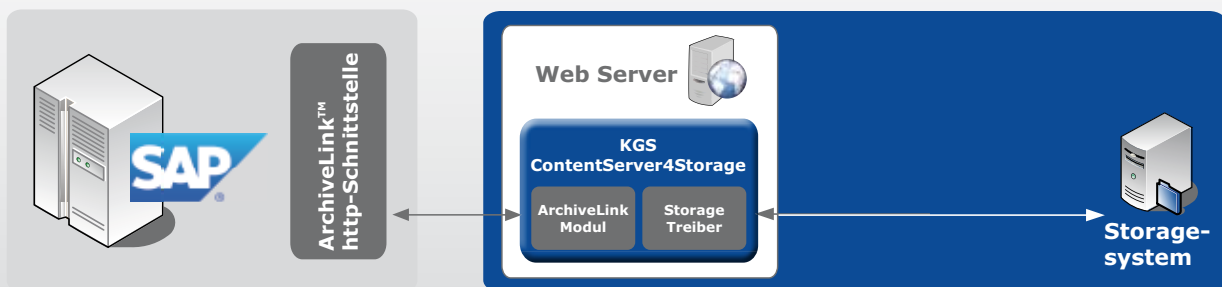 SAP®
ArchiveLink™
http-Schnittstelle
Web Server
KGS
ContentServer4Storage
ArchiveLink
Modul
Storage
Treiber
Storage-
system